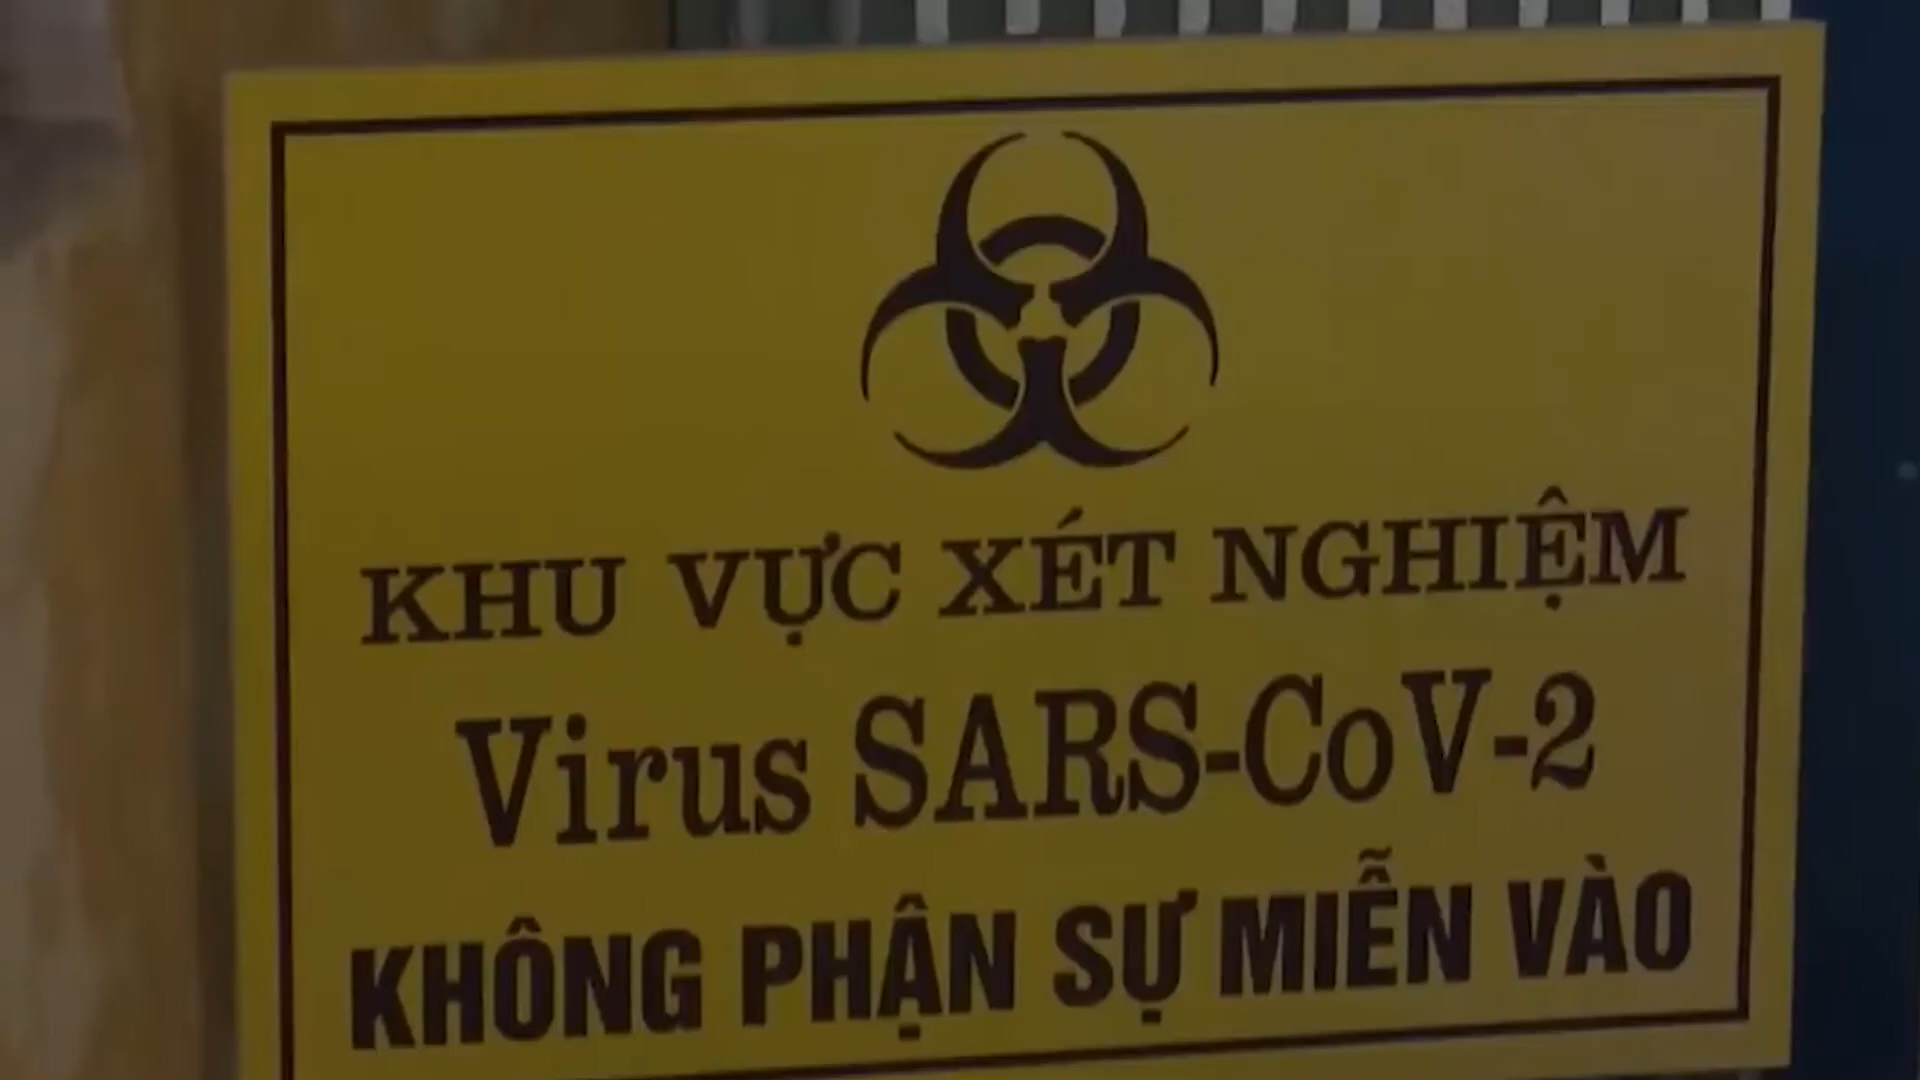 KHU VỰC XÉT NGHIỆM
Virus SARS-CoV-2
KHÔNG PHẬN SỰ MIỄN VÀO